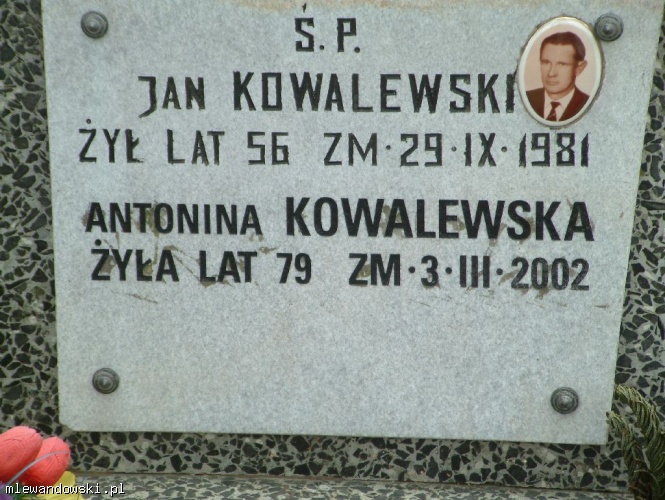 Ś.P.
JAN KOWALEWSKI
ŻYŁ LAT 56 ZM·29·IX·1981
ANTONINA KOWALEWSKA
ŻYŁA LAT 79 ZM·3·III·2002
mlewandowski.pl